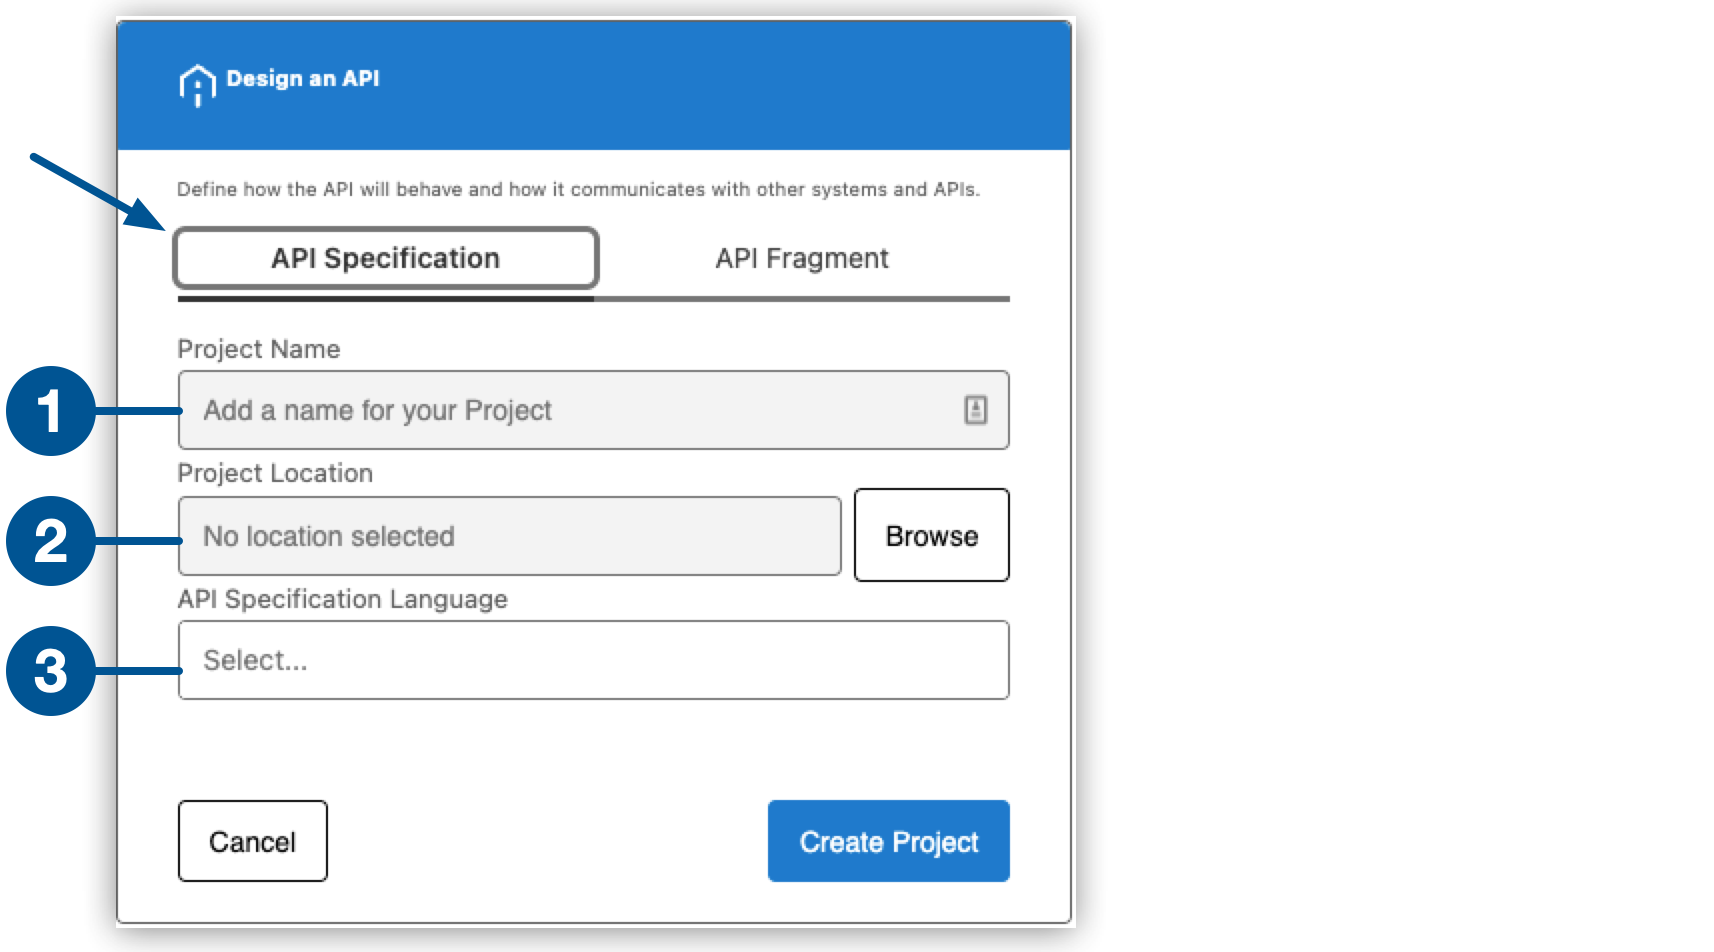 Design an API
Define how the API will behave and how it communicates with other systems and APIs.
API Specification
API Fragment
Project Name
1
Add a name for your Project
Project Location
2
No location selected
Browse
API Specification Language
3
Select...
Cancel
Create Project